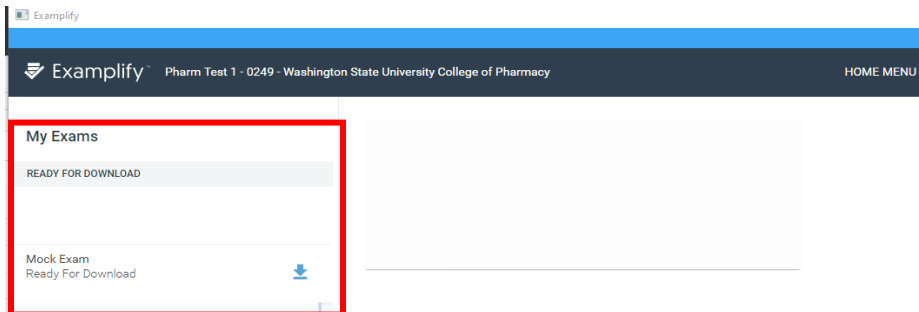 Examplify
Examplify™ Pharm Test 1 - 0249 - Washington State University College of Pharmacy HOME MENU
My Exams
READY FOR DOWNLOAD
Mock Exam
Ready For Download